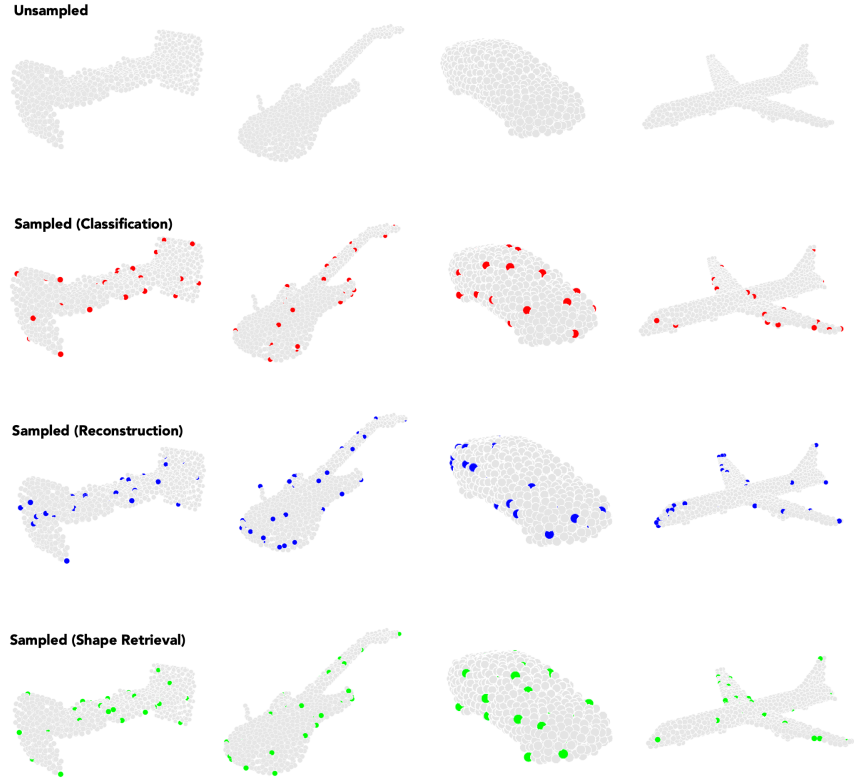 Unsampled
Sampled (Classification)
Sampled (Reconstruction)
Sampled (Shape Retrieval)